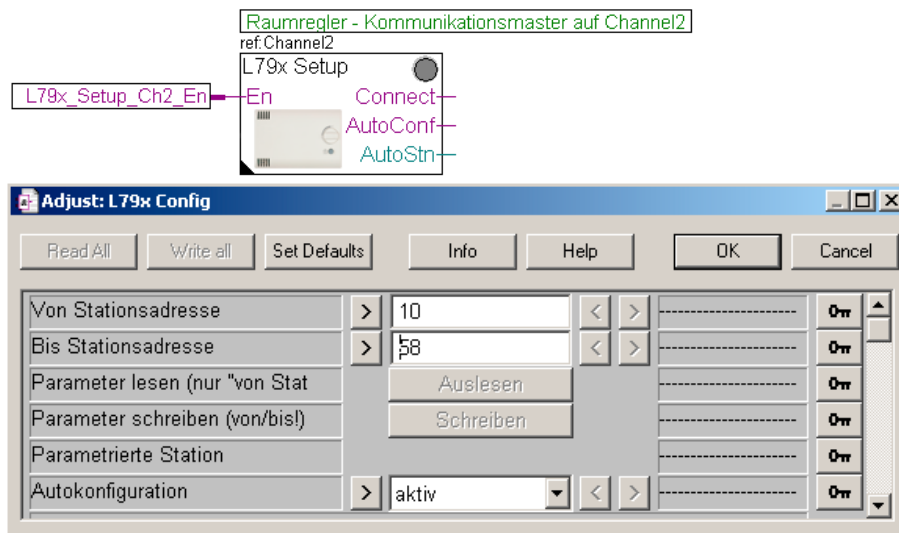 Raumregler - Kommunikationsmaster auf Channel2
ref:Channel2
L79x Setup
L79x_Setup_Ch2_En
En
Connect
AutoConf
AutoStn
Adjust: L79x Config
Read All Write all Set Defaults Info Help OK Cancel
Von Stationsadresse > 10 < > ----------------------
Bis Stationsadresse > 58 < > ----------------------
Parameter lesen (nur "von Stat Auslesen ----------------------
Parameter schreiben (von/bis!) Schreiben ----------------------
Parametrierte Station ----------------------
Autokonfiguration > aktiv < > ----------------------